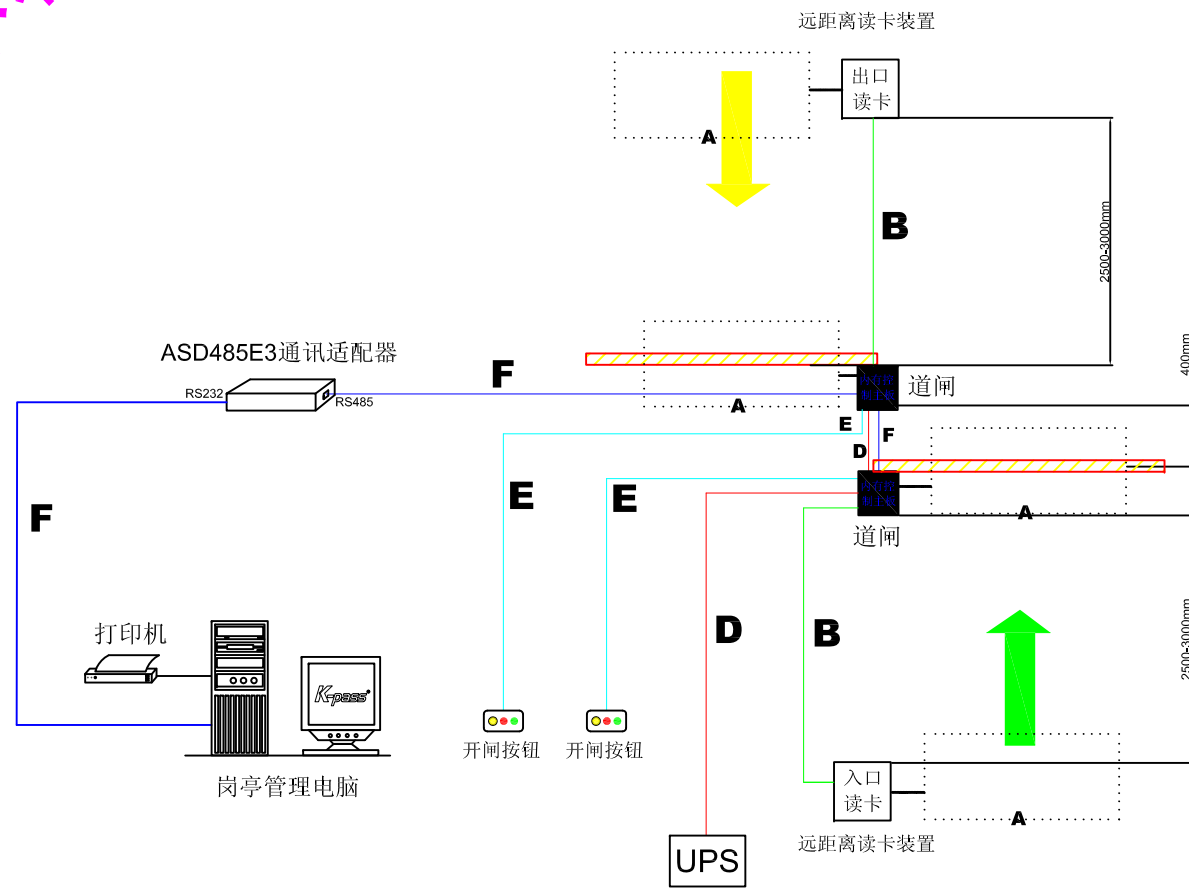 远距离读卡装置
出口
读卡
A
B
2500-3000mm
ASD485E3通讯适配器
F
400mm
RS232
RS485
A
道闸
E
F
D
E
E
A
道闸
F
D
B
打印机
K-pass
2500-3000mm
开闸按钮
开闸按钮
岗亭管理电脑
入口
读卡
A
远距离读卡装置
UPS